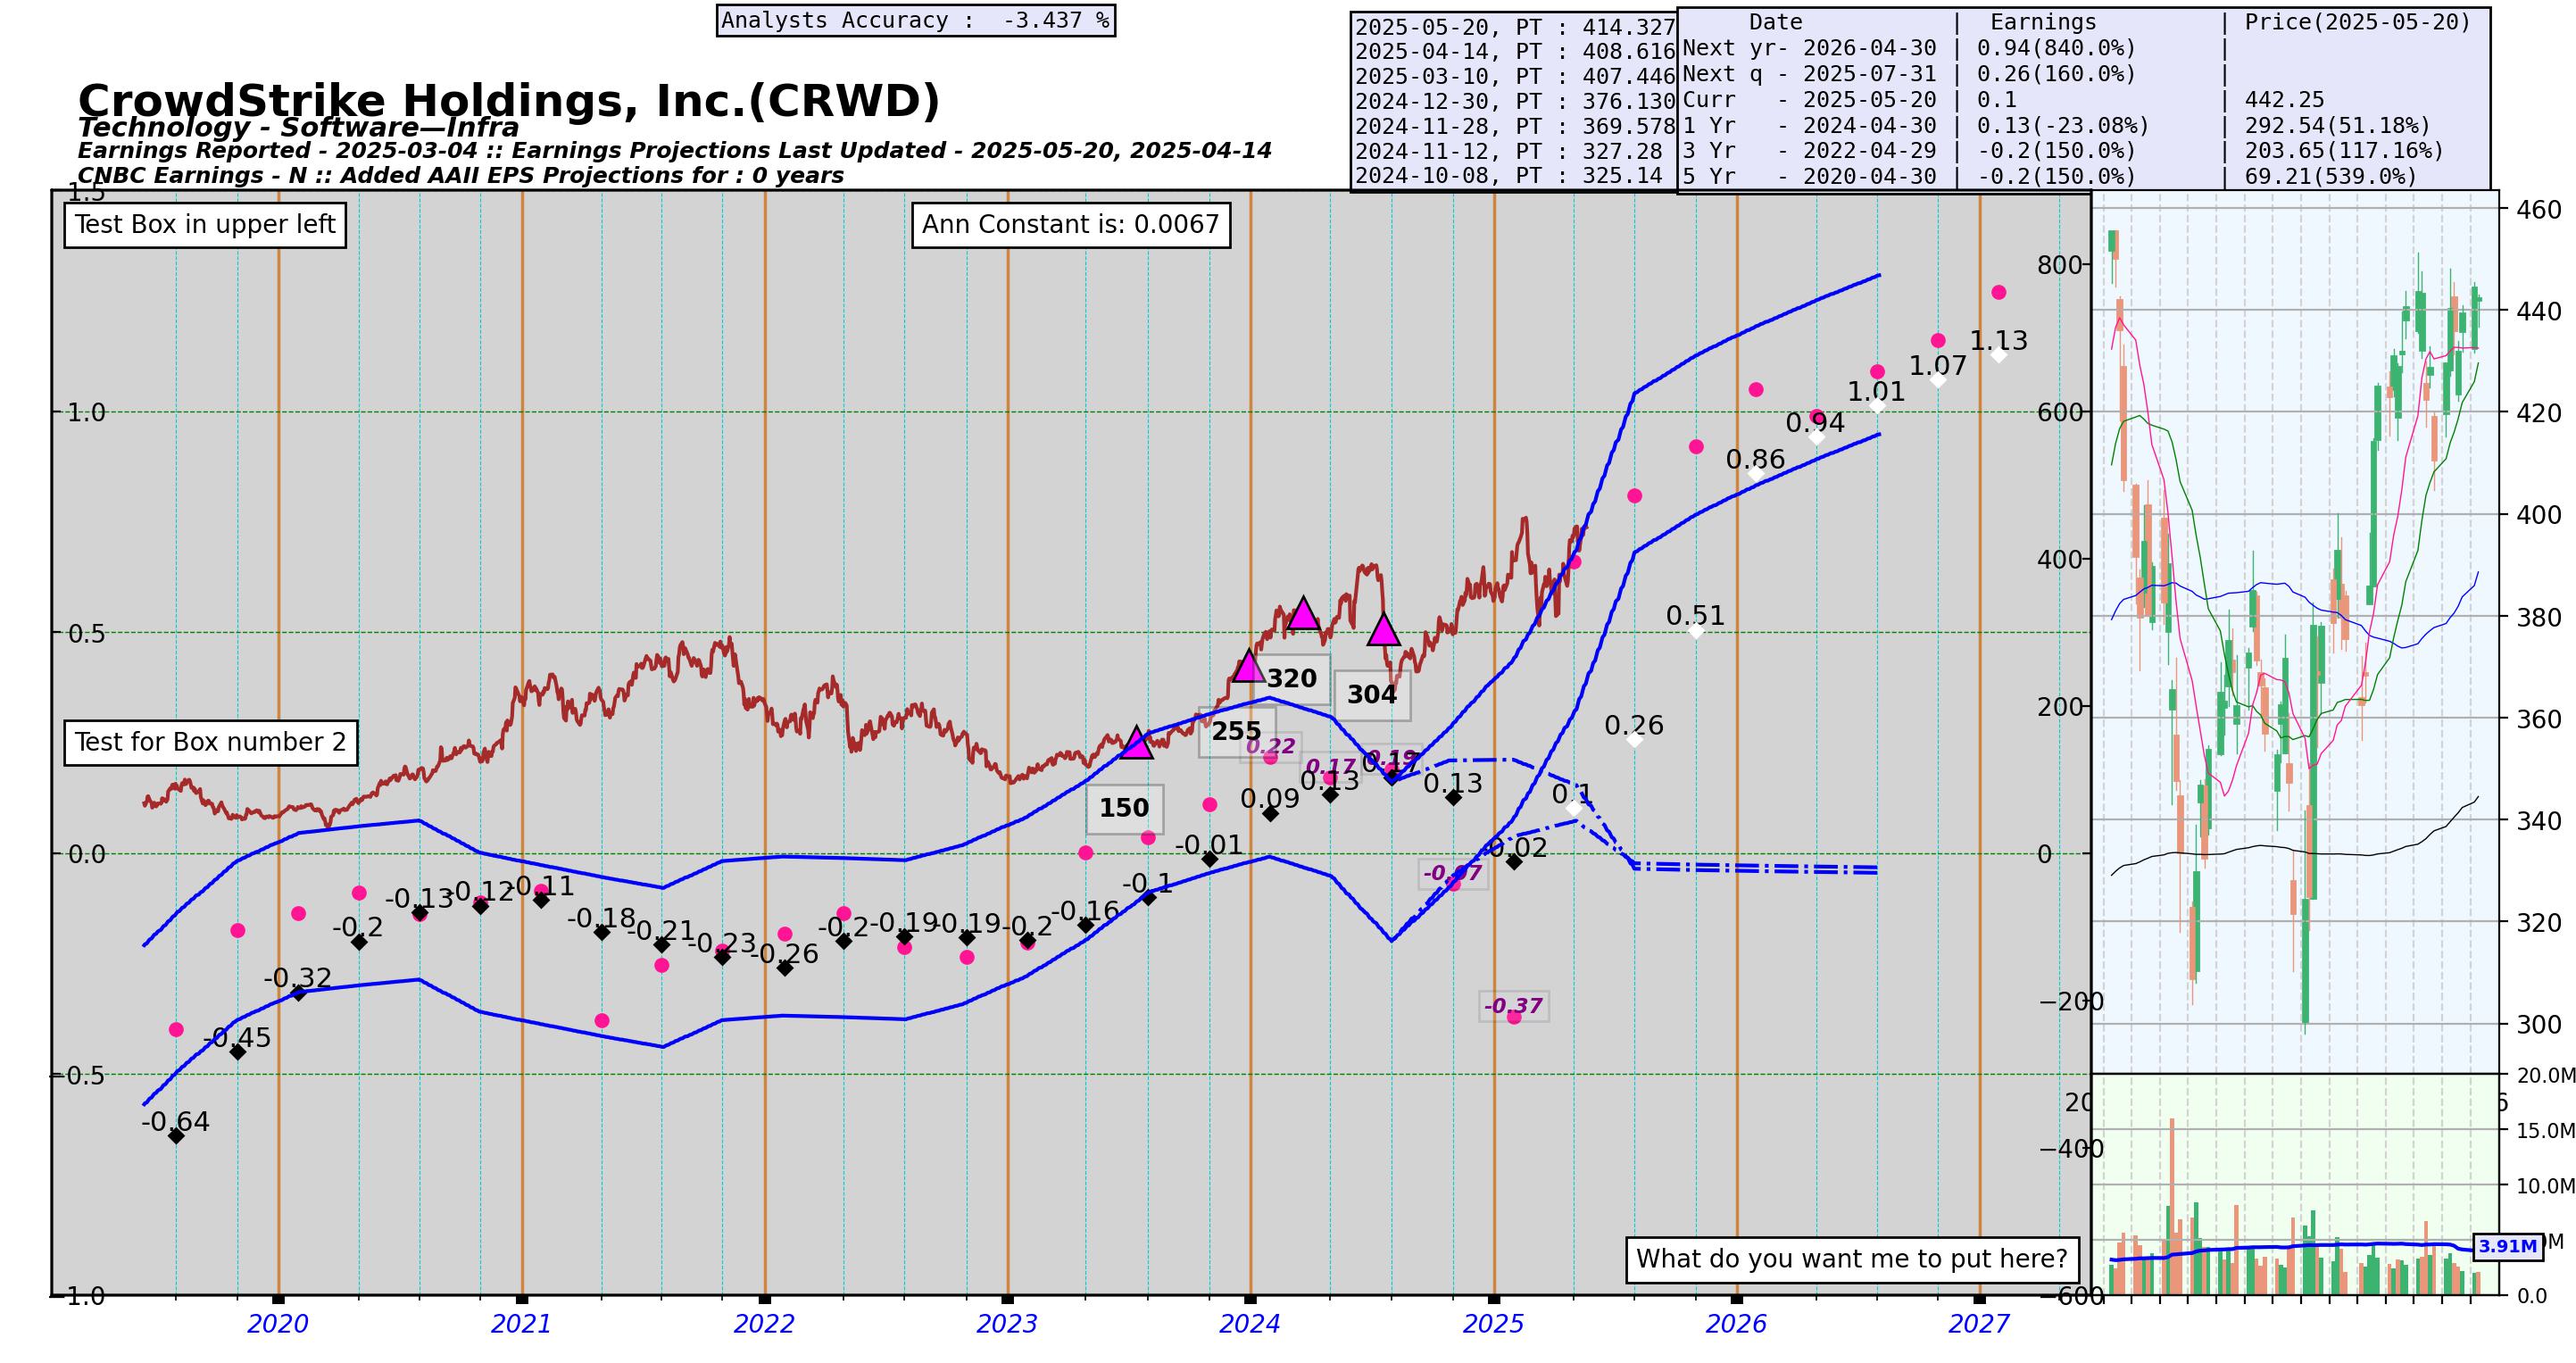 Analysts Accuracy :  -3.437 %
2025-05-20, PT : 414.327
2025-04-14, PT : 408.616
2025-03-10, PT : 407.446
2024-12-30, PT : 376.130
2024-11-28, PT : 369.578
2024-11-12, PT : 327.28
2024-10-08, PT : 325.14
Date | Earnings | Price(2025-05-20)
Next yr- 2026-04-30 | 0.94(840.0%) |
Next q - 2025-07-31 | 0.26(160.0%) |
Curr - 2025-05-20 | 0.1 | 442.25
1 Yr - 2024-04-30 | 0.13(-23.08%) | 292.54(51.18%)
3 Yr - 2022-04-29 | -0.2(150.0%) | 203.65(117.16%)
5 Yr - 2020-04-30 | -0.2(150.0%) | 69.21(539.0%)
CrowdStrike Holdings, Inc.(CRWD)
Technology - Software—Infra
Earnings Reported - 2025-03-04 :: Earnings Projections Last Updated - 2025-05-20, 2025-04-14
CNBC Earnings - N :: Added AAII EPS Projections for : 0 years
Test Box in upper left
Ann Constant is: 0.0067
Test for Box number 2
What do you want me to put here?
1.5
1.0
0.5
0.0
−0.5
−1.0
-0.64
-0.45
-0.32
-0.2
-0.13
-0.12
-0.11
-0.18
-0.21
-0.23
-0.26
-0.2
-0.19
-0.19
-0.2
-0.16
-0.1
-0.01
0.09
0.13
0.17
0.13
0.02
0.1
0.26
0.51
0.86
0.94
1.01
1.07
1.13
150
255
320
304
0.22
0.17
0.19
-0.07
-0.37
800
600
400
200
0
−200
−400
−600
460
440
420
400
380
360
340
320
300
20.0M
15.0M
10.0M
0.0
3.91M
2020
2021
2022
2023
2024
2025
2026
2027